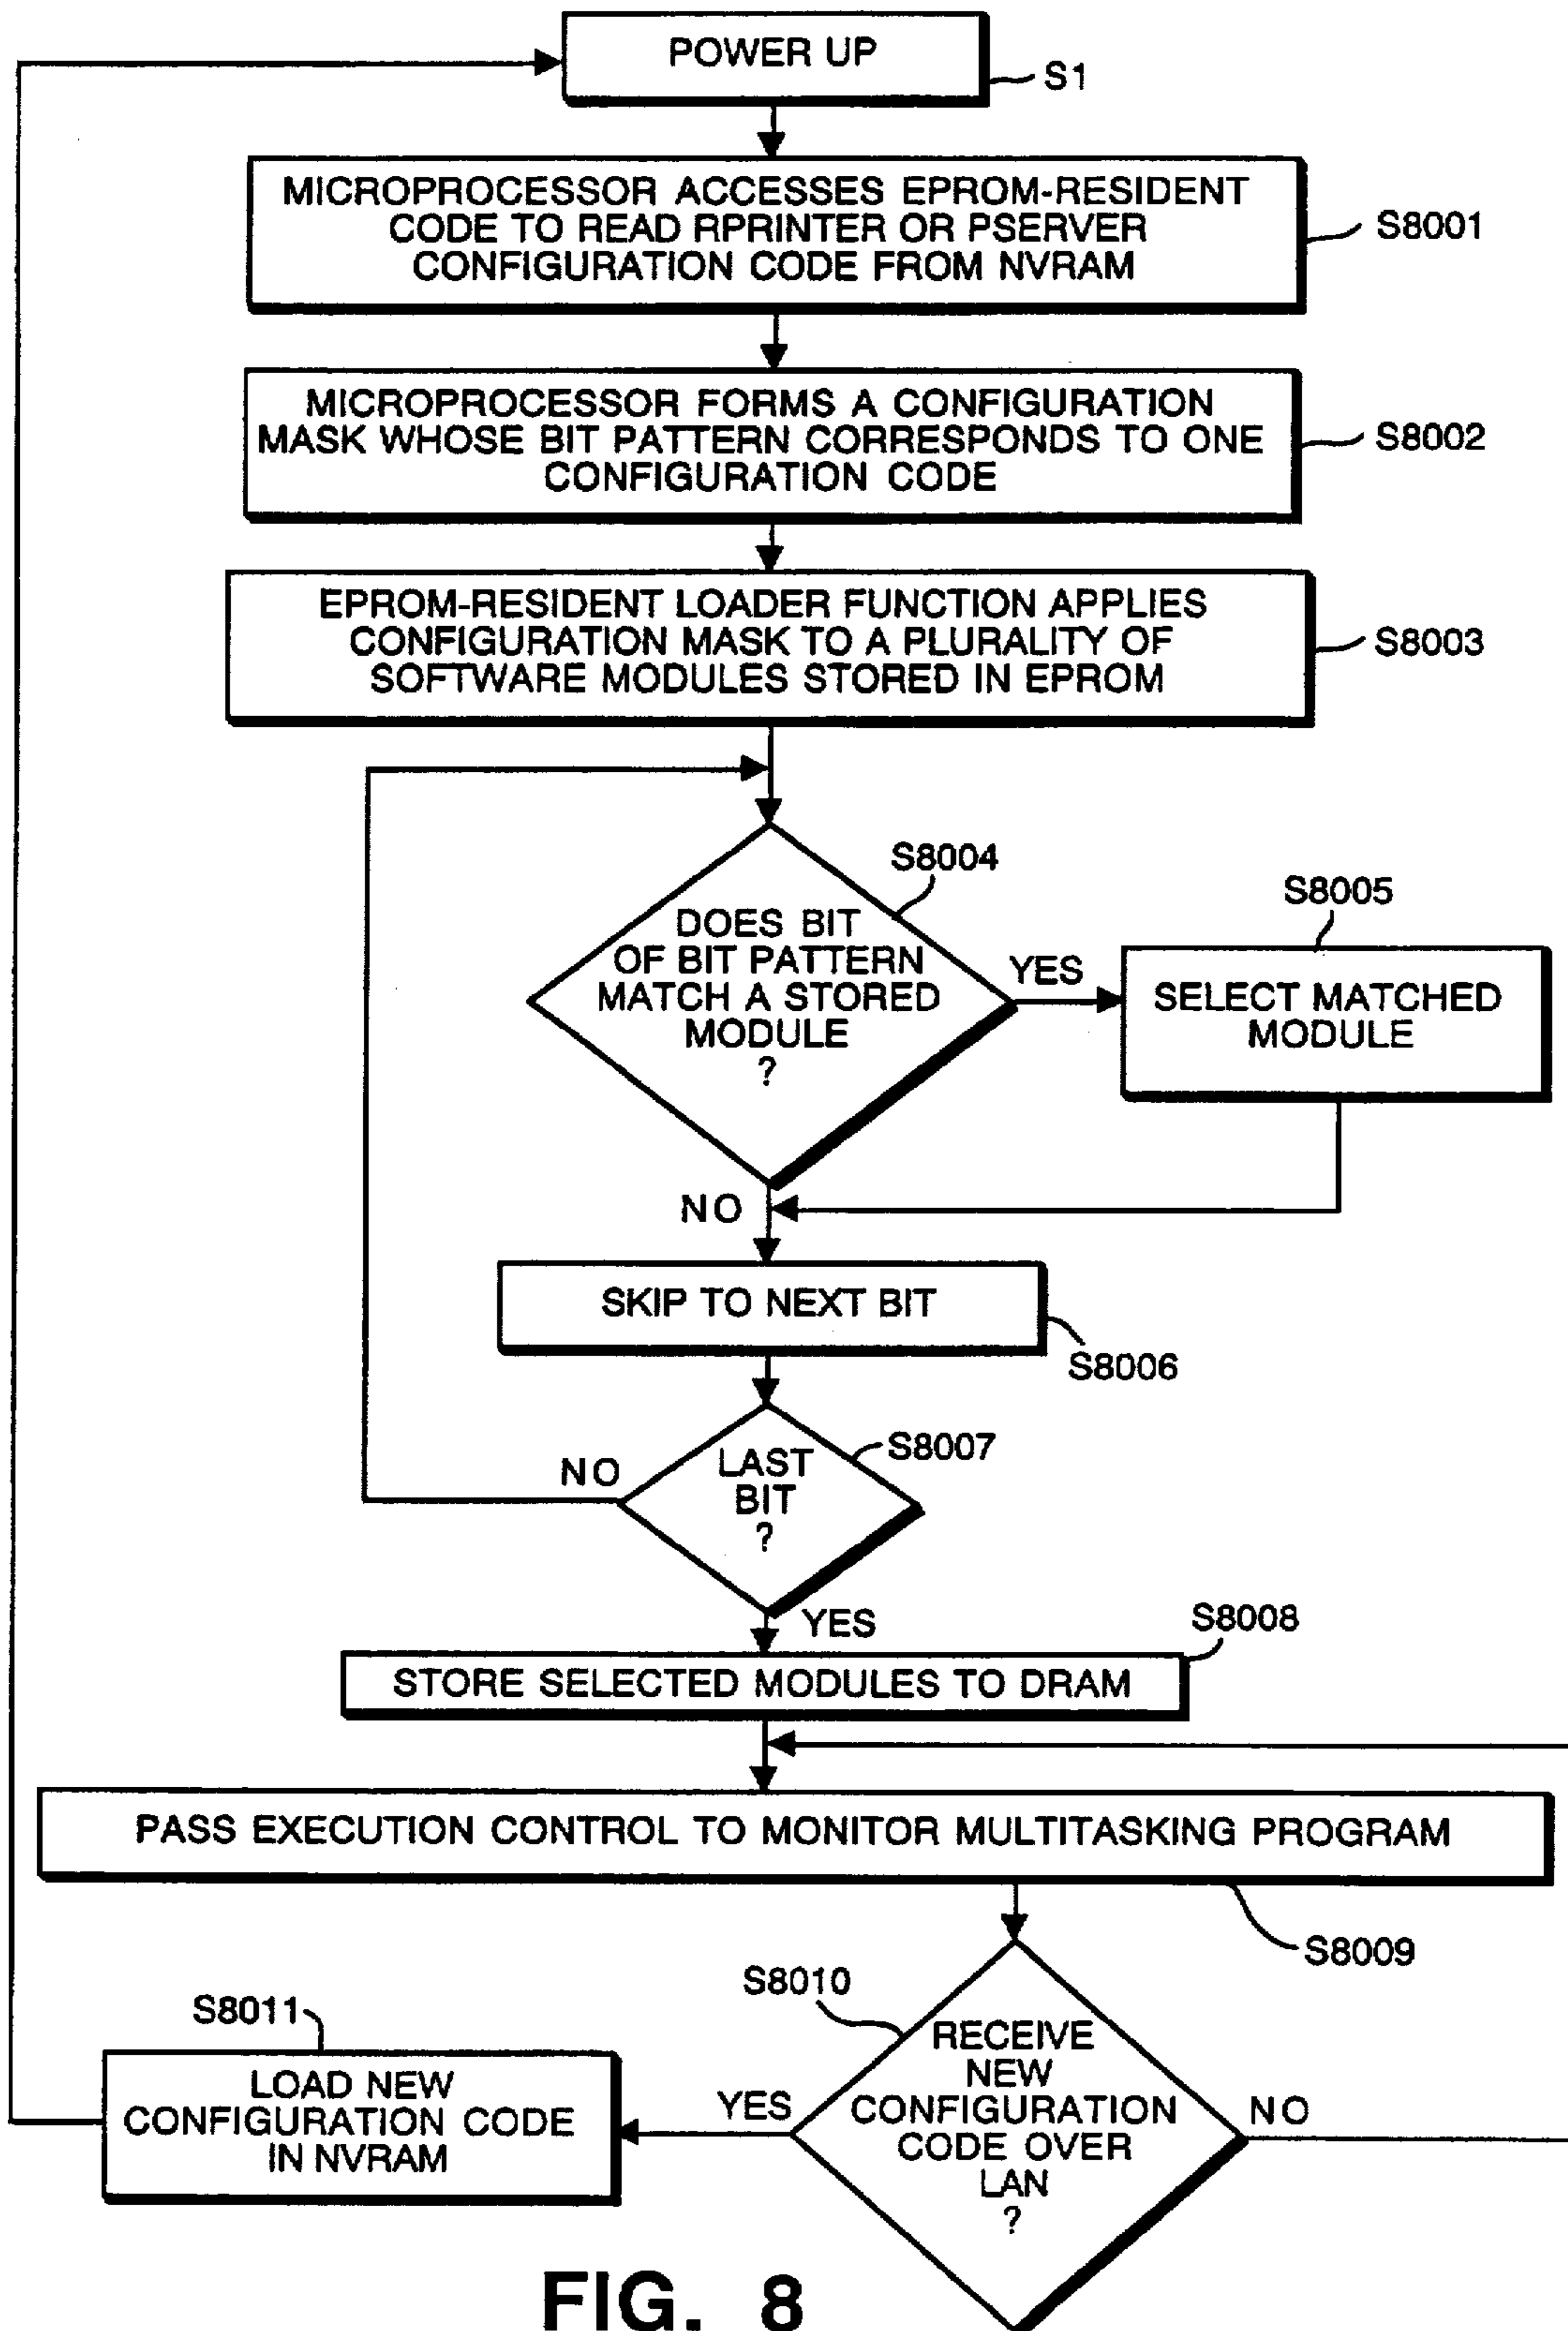 POWER UP
S1
MICROPROCESSOR ACCESSES EPROM-RESIDENT
CODE TO READ RPRINTER OR PSERVER
CONFIGURATION CODE FROM NVRAM
S8001
MICROPROCESSOR FORMS A CONFIGURATION
MASK WHOSE BIT PATTERN CORRESPONDS TO ONE
CONFIGURATION CODE
S8002
EPROM-RESIDENT LOADER FUNCTION APPLIES
CONFIGURATION MASK TO A PLURALITY OF
SOFTWARE MODULES STORED IN EPROM
S8003
S8004
DOES BIT
OF BIT PATTERN
MATCH A STORED
MODULE
?
YES
S8005
SELECT MATCHED
MODULE
NO
SKIP TO NEXT BIT
S8006
S8007
LAST
BIT
?
NO
YES
S8008
STORE SELECTED MODULES TO DRAM
PASS EXECUTION CONTROL TO MONITOR MULTITASKING PROGRAM
S8009
S8010
RECEIVE
NEW
CONFIGURATION
CODE OVER
LAN
?
YES
NO
S8011
LOAD NEW
CONFIGURATION CODE
IN NVRAM
FIG. 8